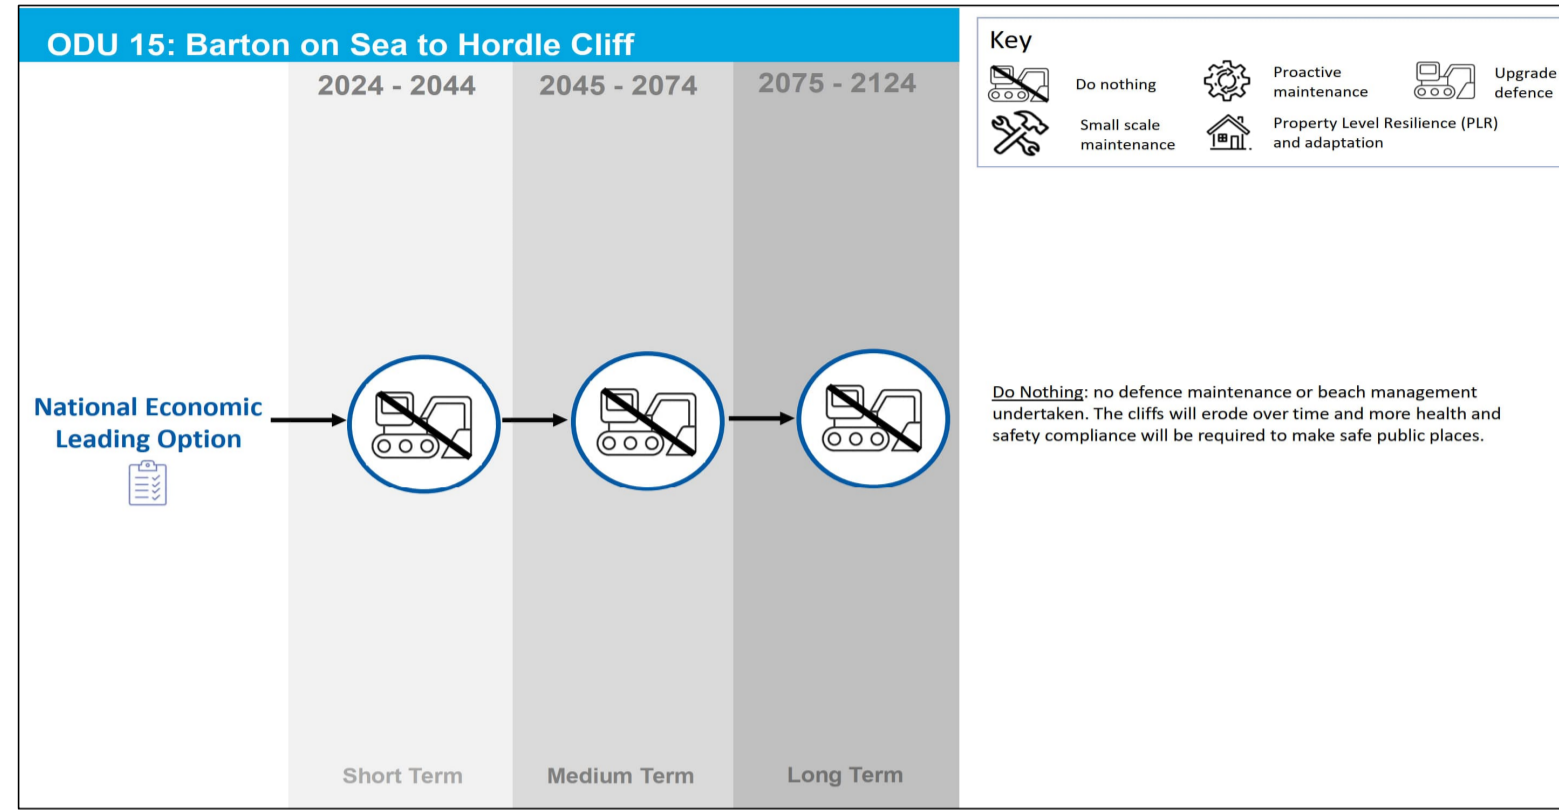 ODU 15: Barton on Sea to Hordle Cliff
2024 - 2044
2045 - 2074
2075 - 2124
National Economic
Leading Option
Short Term
Medium Term
Long Term
Key
Do nothing
Proactive
maintenance
Upgrade
defence
Small scale
maintenance
Property Level Resilience (PLR)
and adaptation
Do Nothing: no defence maintenance or beach management
undertaken. The cliffs will erode over time and more health and
safety compliance will be required to make safe public places.